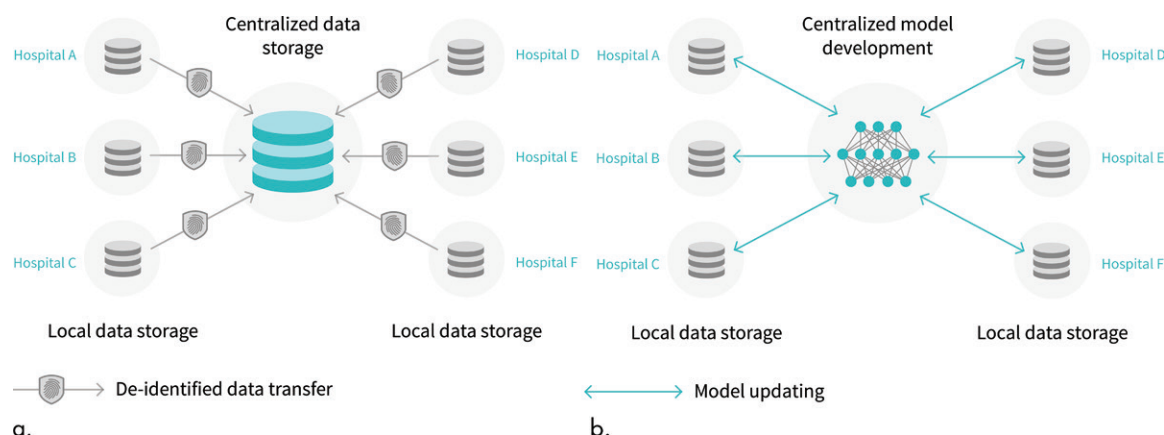 Centralized data
storage
Hospital A
Hospital D
Hospital B
Hospital E
Hospital C
Hospital F
Local data storage
Local data storage
De-identified data transfer
a.
Centralized model
development
Hospital A
Hospital D
Hospital B
Hospital E
Hospital C
Hospital F
Local data storage
Local data storage
Model updating
b.